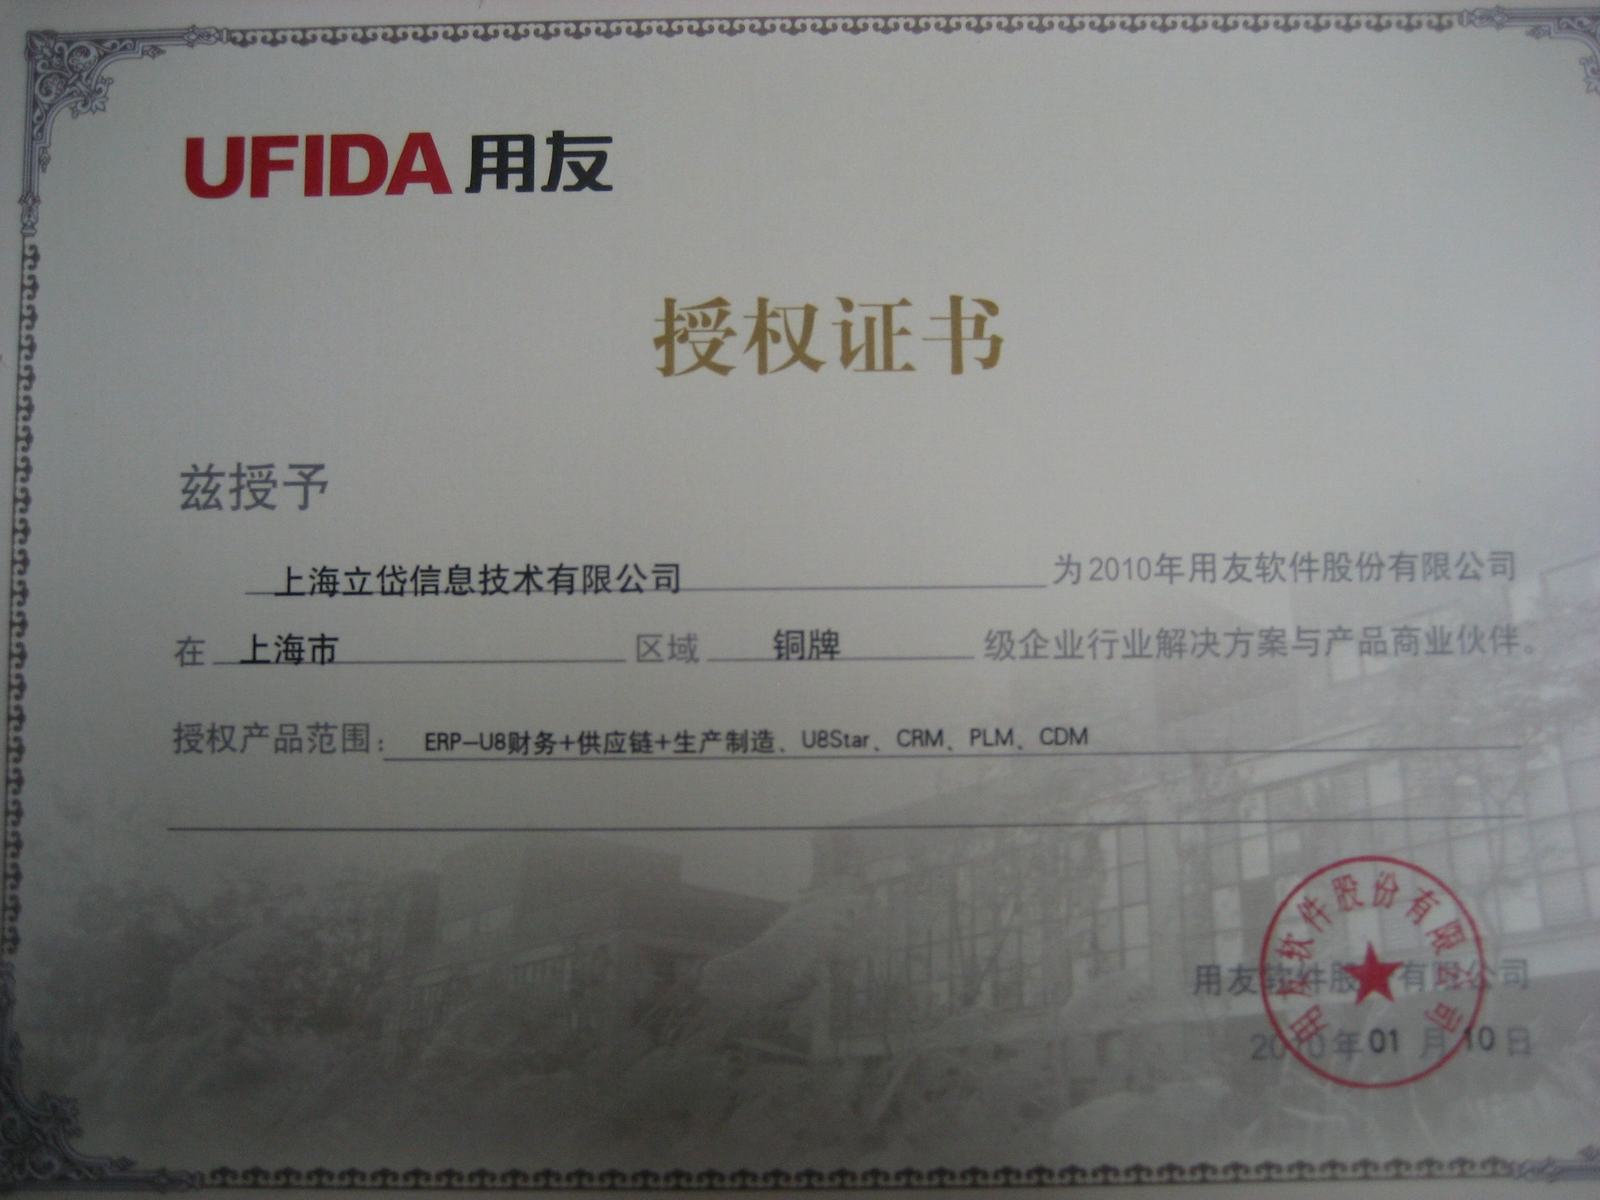 UFIDA 用友
授权证书
兹授予
上海立岱信息技术有限公司 为2010年用友软件股份有限公司
在 上海市 区域 铜牌 级企业行业解决方案与产品商业伙伴。
授权产品范围： ERP-U8财务+供应链+生产制造、U8Star、CRM、PLM、CDM
用友软件股份有限公司
用友软件股份有限公司
2010年01月10日